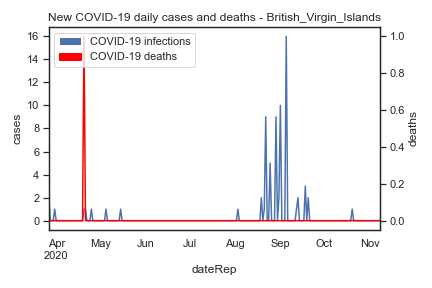 New COVID-19 daily cases and deaths - British_Virgin_Islands
COVID-19 infections
COVID-19 deaths
16
14
12
10
8
6
4
2
0
cases
1.0
0.8
0.6
0.4
0.2
0.0
deaths
Apr May Jun Jul Aug Sep Oct Nov
2020
dateRep